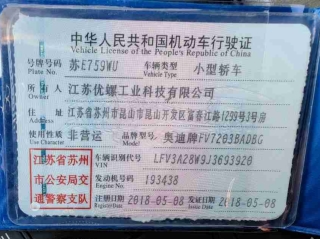 中华人民共和国机动车行驶证
Vehicle License of the People's Republic of China
号牌号码 苏E759WU 车辆类型 小型轿车
Plate No. Vehicle Type
所有人 江苏优螺工业科技有限公司
Owner
住址 江苏省苏州市昆山市昆山开发区富春江路1299号3号房
Address
使用性质 非营运 品牌型号 奥迪牌FV7203BADBG
Use Character Model
江苏省苏州 车辆识别代号 LFV3A28W9J3693920
VIN
市公安局交 发动机号码 193438
Engine No.
通警察支队 注册日期 2018-05-08 发证日期 2018-05-08
Register Date Issue Date